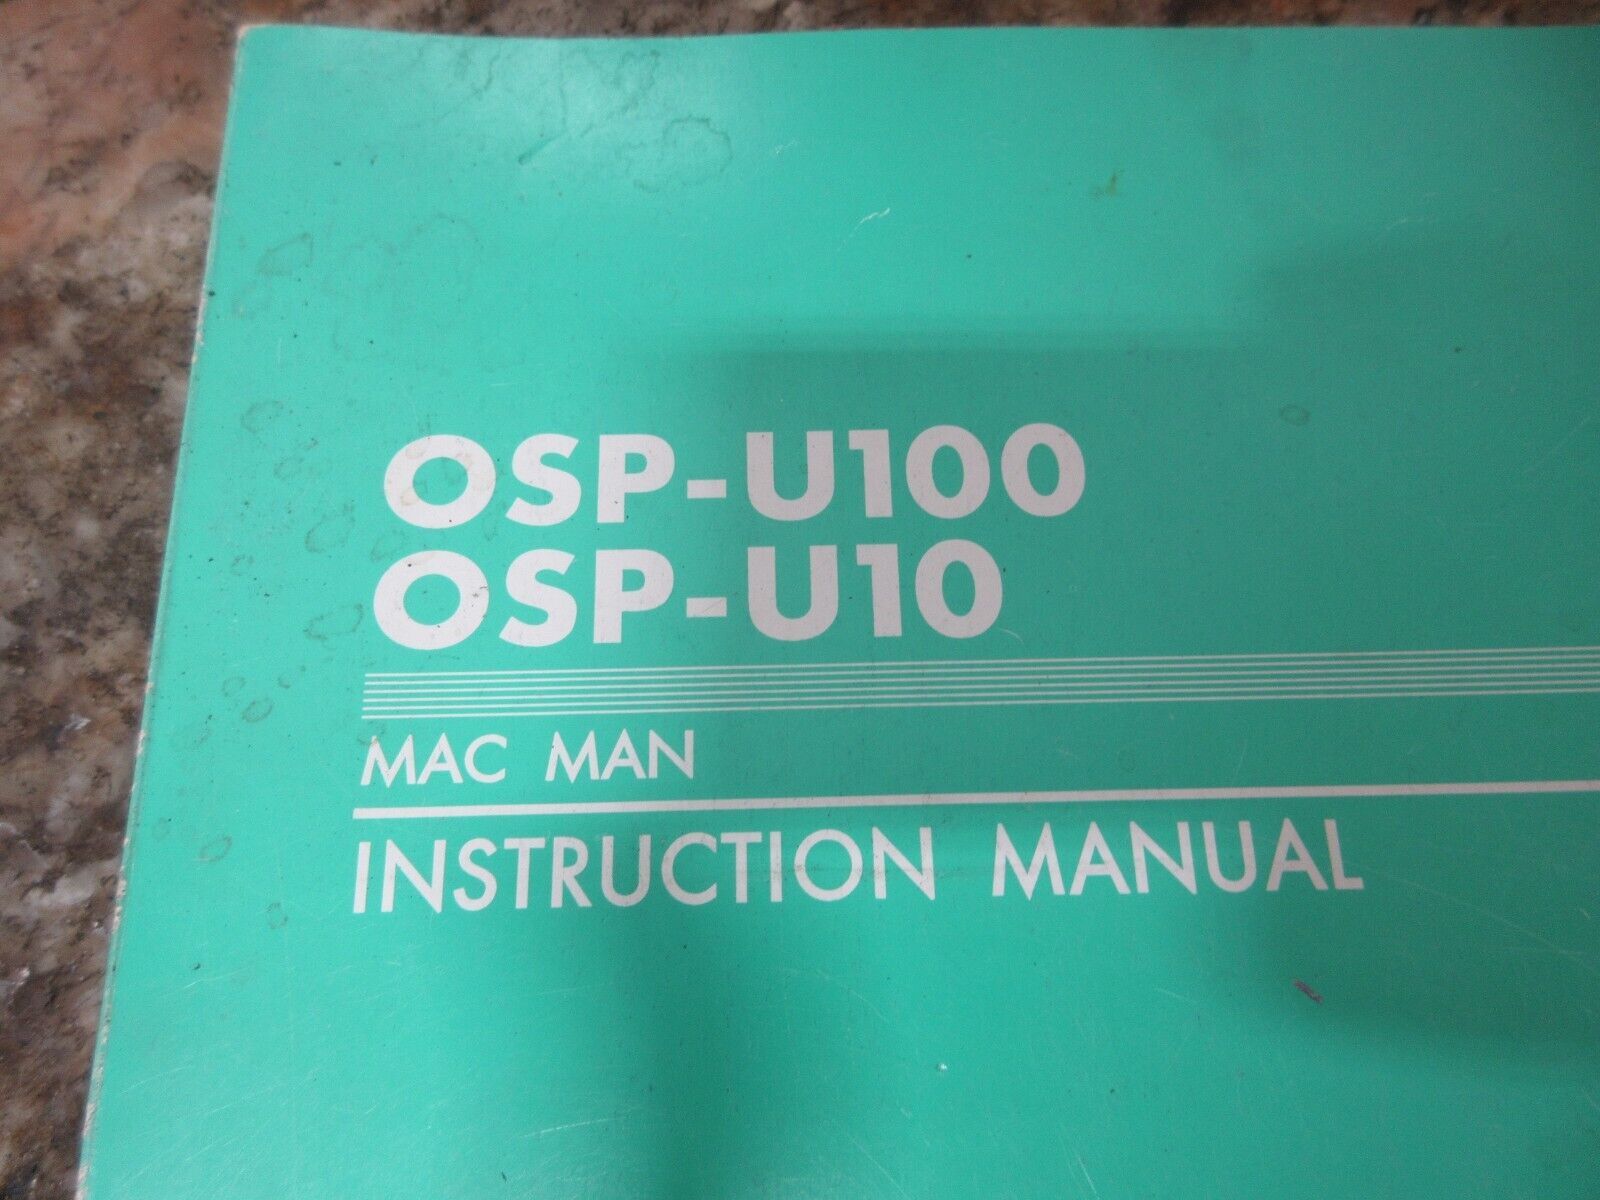 OSP-U100
OSP-U10
MAC MAN
INSTRUCTION MANUAL